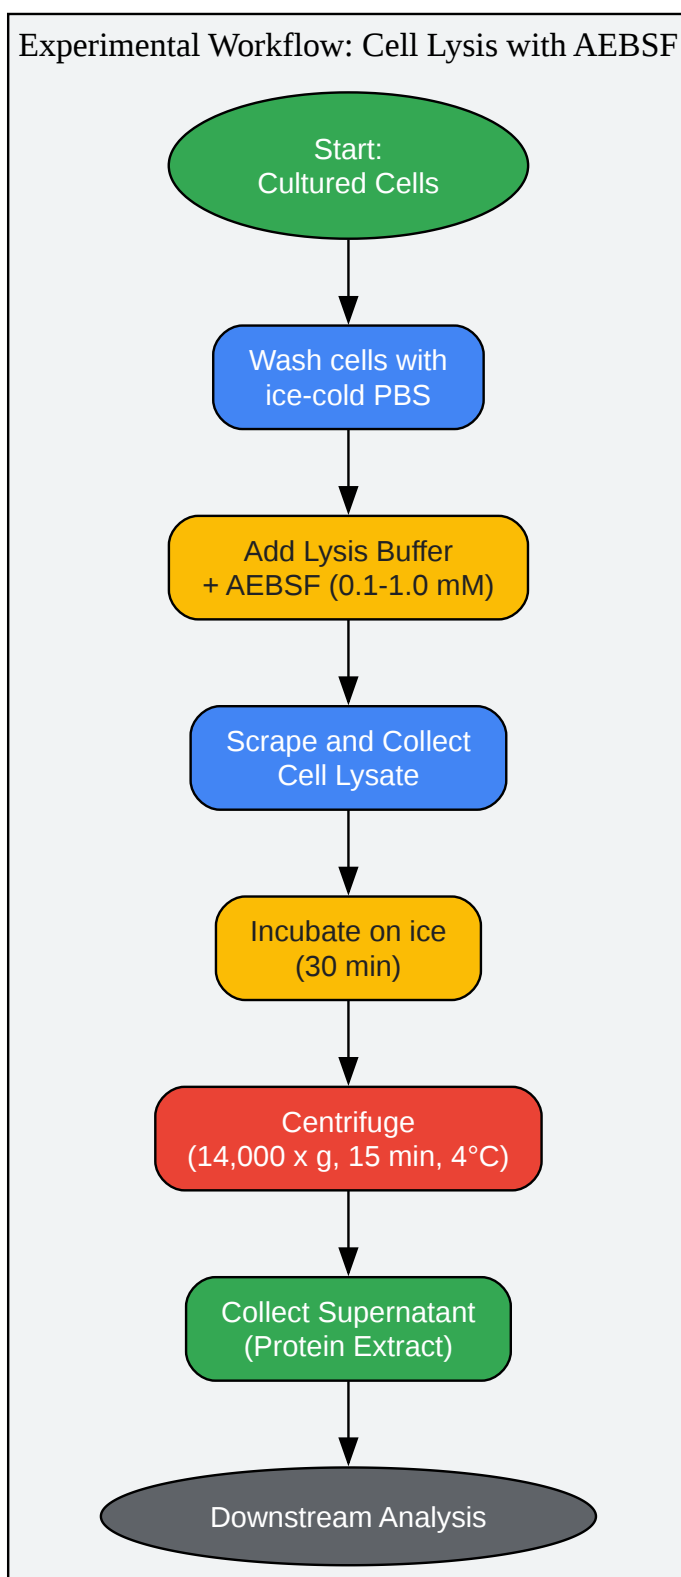 Experimental Workflow: Cell Lysis with AEBSF
Start:
Cultured Cells
Wash cells with
ice-cold PBS
Add Lysis Buffer
+ AEBSF (0.1-1.0 mM)
Scrape and Collect
Cell Lysate
Incubate on ice
(30 min)
Centrifuge
(14,000 x g, 15 min, 4°C)
Collect Supernatant
(Protein Extract)
Downstream Analysis